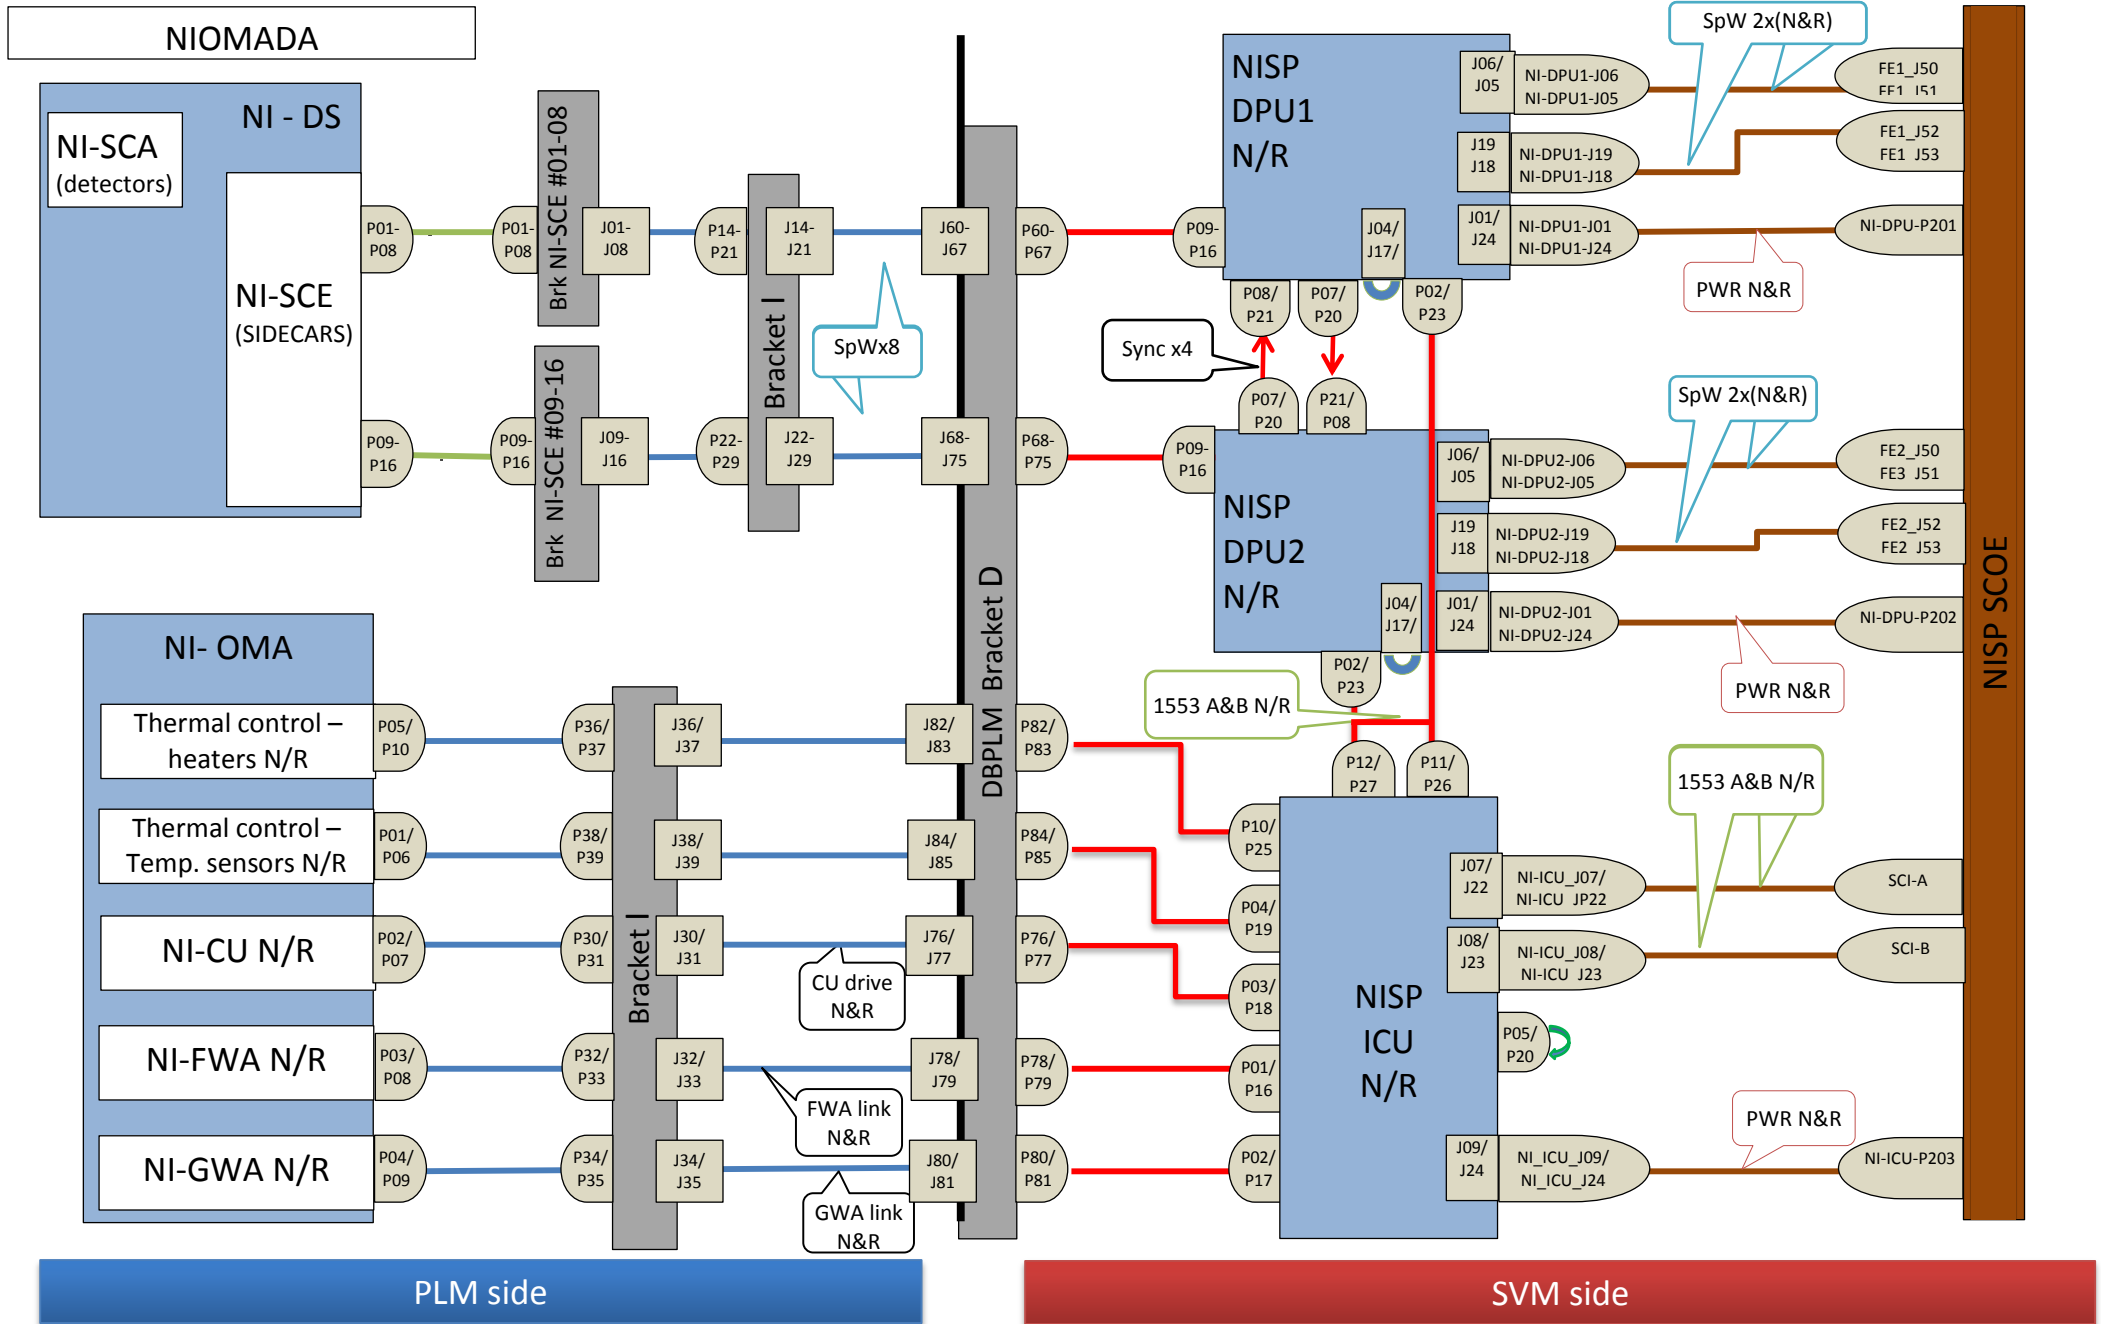 NIOMADA
NI - DS
NI-SCA
(detectors)
NI-SCE
(SIDECARS)
P01-
P08
P09-
P16
P01-
P08
Brk NI-SCE #01-08
J01-
J08
P09-
P16
Brk NI-SCE #09-16
J09-
J16
P14-
P21
J14-
J21
Bracket I
P22-
P29
J22-
J29
SpWx8
J60-
J67
J68-
J75
P60-
P67
P68-
P75
DBPLM Bracket D
NI- OMA
Thermal control –
heaters N/R
P05/
P10
Thermal control –
Temp. sensors N/R
P01/
P06
NI-CU N/R
P02/
P07
NI-FWA N/R
P03/
P08
NI-GWA N/R
P04/
P09
P36/
P37
P38/
P39
P30/
P31
P32/
P33
P34/
P35
Bracket I
J36/
J37
J38/
J39
J30/
J31
J32/
J33
J34/
J35
CU drive
N&R
FWA link
N&R
GWA link
N&R
J82/
J83
J84/
J85
J76/
J77
J78/
J79
J80/
J81
P82/
P83
P84/
P85
P76/
P77
P78/
P79
P80/
P81
NISP
DPU1
N/R
P09-
P16
J06/
J05
J19
J18
J01/
J24
J04/
J17/
P08/
P21
P07/
P20
P02/
P23
Sync x4
NI-DPU1-J06
NI-DPU1-J05
NI-DPU1-J19
NI-DPU1-J18
NI-DPU1-J01
NI-DPU1-J24
SpW 2x(N&R)
PWR N&R
FE1_J50
FE1_J51
FE1_J52
FE1 J53
NI-DPU-P201
P07/
P20
P21/
P08
P09-
P16
NISP
DPU2
N/R
J06/
J05
J19
J18
J04/
J17/
J01/
J24
P02/
P23
NI-DPU2-J06
NI-DPU2-J05
NI-DPU2-J19
NI-DPU2-J18
NI-DPU2-J01
NI-DPU2-J24
SpW 2x(N&R)
PWR N&R
FE2_J50
FE3 J51
FE2_J52
FE2 J53
NI-DPU-P202
1553 A&B N/R
P12/
P27
P11/
P26
P10/
P25
P04/
P19
P03/
P18
P01/
P16
P02/
P17
NISP
ICU
N/R
J07/
J22
J08/
J23
P05/
P20
J09/
J24
NI-ICU_J07/
NI-ICU JP22
NI-ICU_J08/
NI-ICU J23
NI_ICU_J09/
NI_ICU_J24
1553 A&B N/R
PWR N&R
SCI-A
SCI-B
NI-ICU-P203
NISP SCOE
PLM side
SVM side